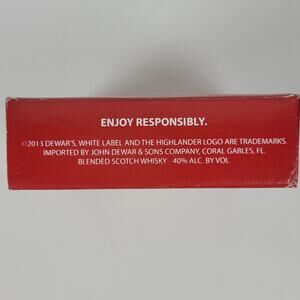 ENJOY RESPONSIBLY.
©2013 DEWAR'S, WHITE LABEL AND THE HIGHLANDER LOGO ARE TRADEMARKS.
IMPORTED BY JOHN DEWAR & SONS COMPANY, CORAL GABLES, FL.
BLENDED SCOTCH WHISKY · 40% ALC. BY VOL.